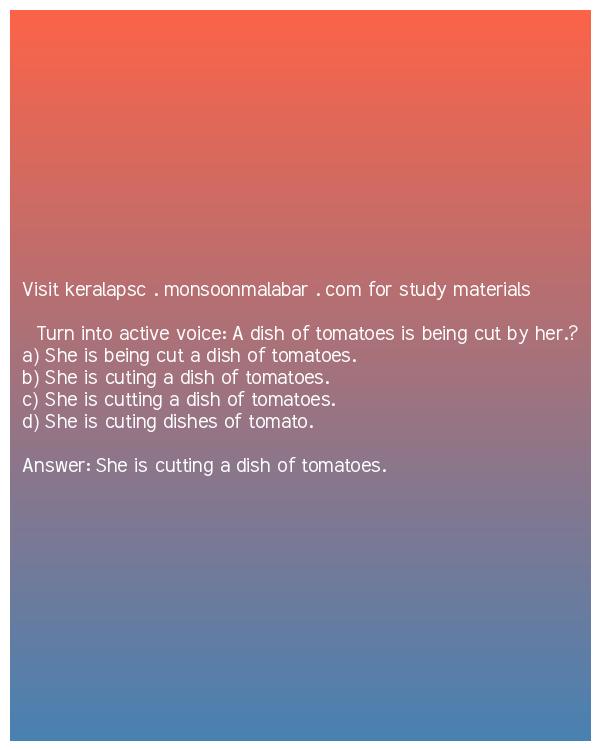 Visit keralapsc . monsoonmalabar . com for study materials
Turn into active voice: A dish of tomatoes is being cut by her.?
a) She is being cut a dish of tomatoes.
b) She is cuting a dish of tomatoes.
c) She is cutting a dish of tomatoes.
d) She is cuting dishes of tomato.
Answer: She is cutting a dish of tomatoes.